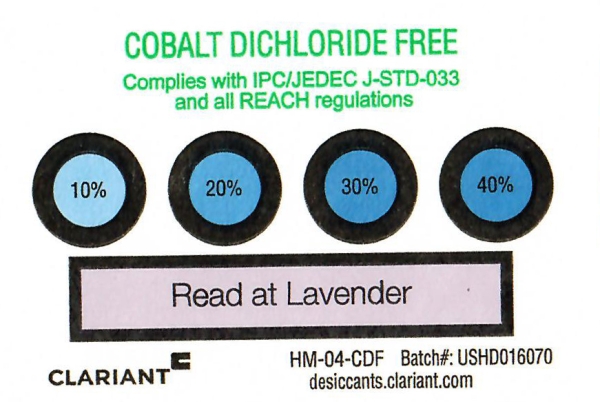 COBALT DICHLORIDE FREE
Complies with IPC/JEDEC J-STD-033
and all REACH regulations
10% 20% 30% 40%
Read at Lavender
CLARIANT
HM-04-CDF Batch#: USHD016070
desiccants.clariant.com